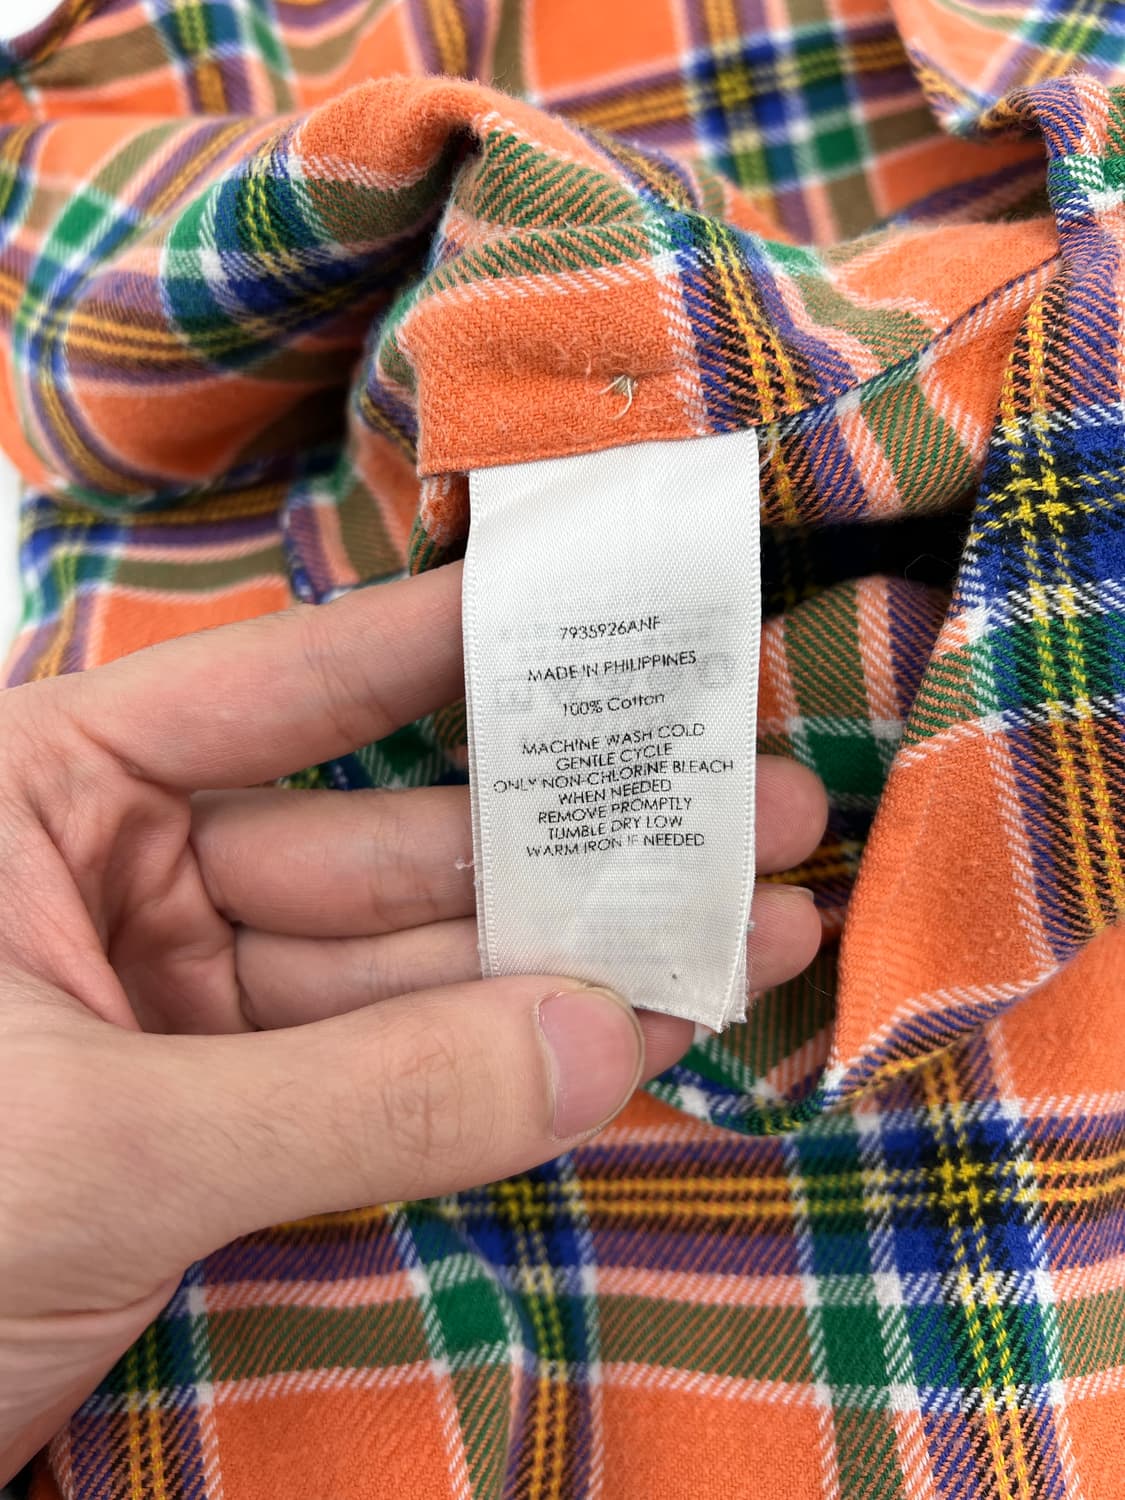 7935926ANF
MADE IN PHILIPPINES
100% Cotton
MACHINE WASH COLD
GENTLE CYCLE
ONLY NON-CHLORINE BLEACH
WHEN NEEDED
REMOVE PROMPTLY
TUMBLE DRY LOW
WARM IRON IF NEEDED